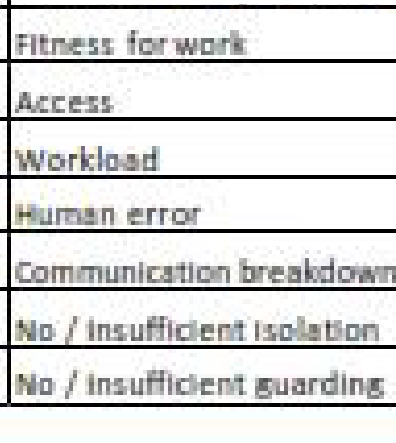 Fitness for work
Access
Workload
Human error
Communication breakdown
No / insufficient isolation
No / insufficient guarding